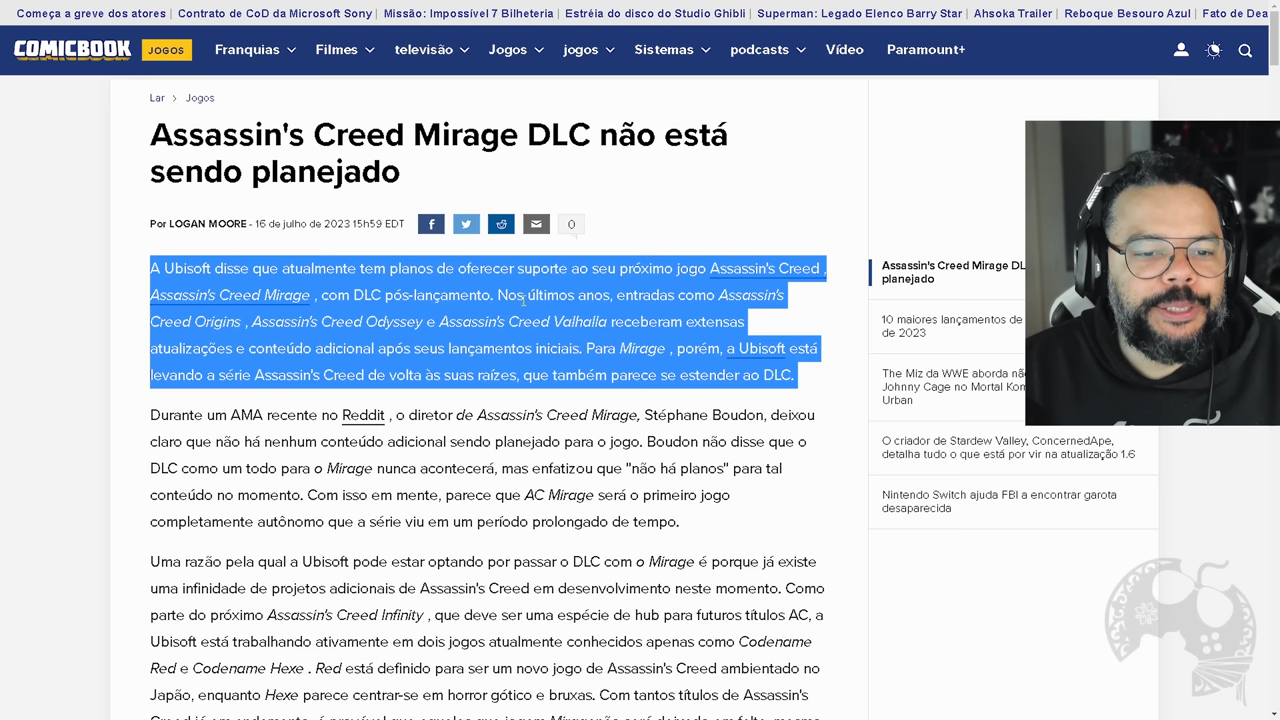 Começa a greve dos atores | Contrato de CoD da Microsoft Sony | Missão: Impossível 7 Bilheteria | Estréia do disco do Studio Ghibli | Superman: Legado Elenco Barry Star | Ahsoka Trailer | Reboque Besouro Azul | Fato de Dea
COMICBOOK JOGOS Franquias Filmes televisão Jogos jogos Sistemas podcasts Vídeo Paramount+
Lar > Jogos
Assassin's Creed Mirage DLC não está
sendo planejado
Por LOGAN MOORE - 16 de julho de 2023 15h59 EDT 0
A Ubisoft disse que atualmente tem planos de oferecer suporte ao seu próximo jogo Assassin's Creed ,
Assassin's Creed Mirage , com DLC pós-lançamento. Nos últimos anos, entradas como Assassin's
Creed Origins , Assassin's Creed Odyssey e Assassin's Creed Valhalla receberam extensas
atualizações e conteúdo adicional após seus lançamentos iniciais. Para Mirage , porém, a Ubisoft está
levando a série Assassin's Creed de volta às suas raízes, que também parece se estender ao DLC.
Durante um AMA recente no Reddit , o diretor de Assassin's Creed Mirage, Stéphane Boudon, deixou
claro que não há nenhum conteúdo adicional sendo planejado para o jogo. Boudon não disse que o
DLC como um todo para o Mirage nunca acontecerá, mas enfatizou que "não há planos" para tal
conteúdo no momento. Com isso em mente, parece que AC Mirage será o primeiro jogo
completamente autônomo que a série viu em um período prolongado de tempo.
Uma razão pela qual a Ubisoft pode estar optando por passar o DLC com o Mirage é porque já existe
uma infinidade de projetos adicionais de Assassin's Creed em desenvolvimento neste momento. Como
parte do próximo Assassin's Creed Infinity , que deve ser uma espécie de hub para futuros títulos AC, a
Ubisoft está trabalhando ativamente em dois jogos atualmente conhecidos apenas como Codename
Red e Codename Hexe . Red está definido para ser um novo jogo de Assassin's Creed ambientado no
Japão, enquanto Hexe parece centrar-se em horror gótico e bruxas. Com tantos títulos de Assassin's
Assassin's Creed Mirage DL
planejado
10 maiores lançamentos de
de 2023
The Miz da WWE aborda nã
Johnny Cage no Mortal Kon
Urban
O criador de Stardew Valley, ConcernedApe,
detalha tudo o que está por vir na atualização 1.6
Nintendo Switch ajuda FBI a encontrar garota
desaparecida